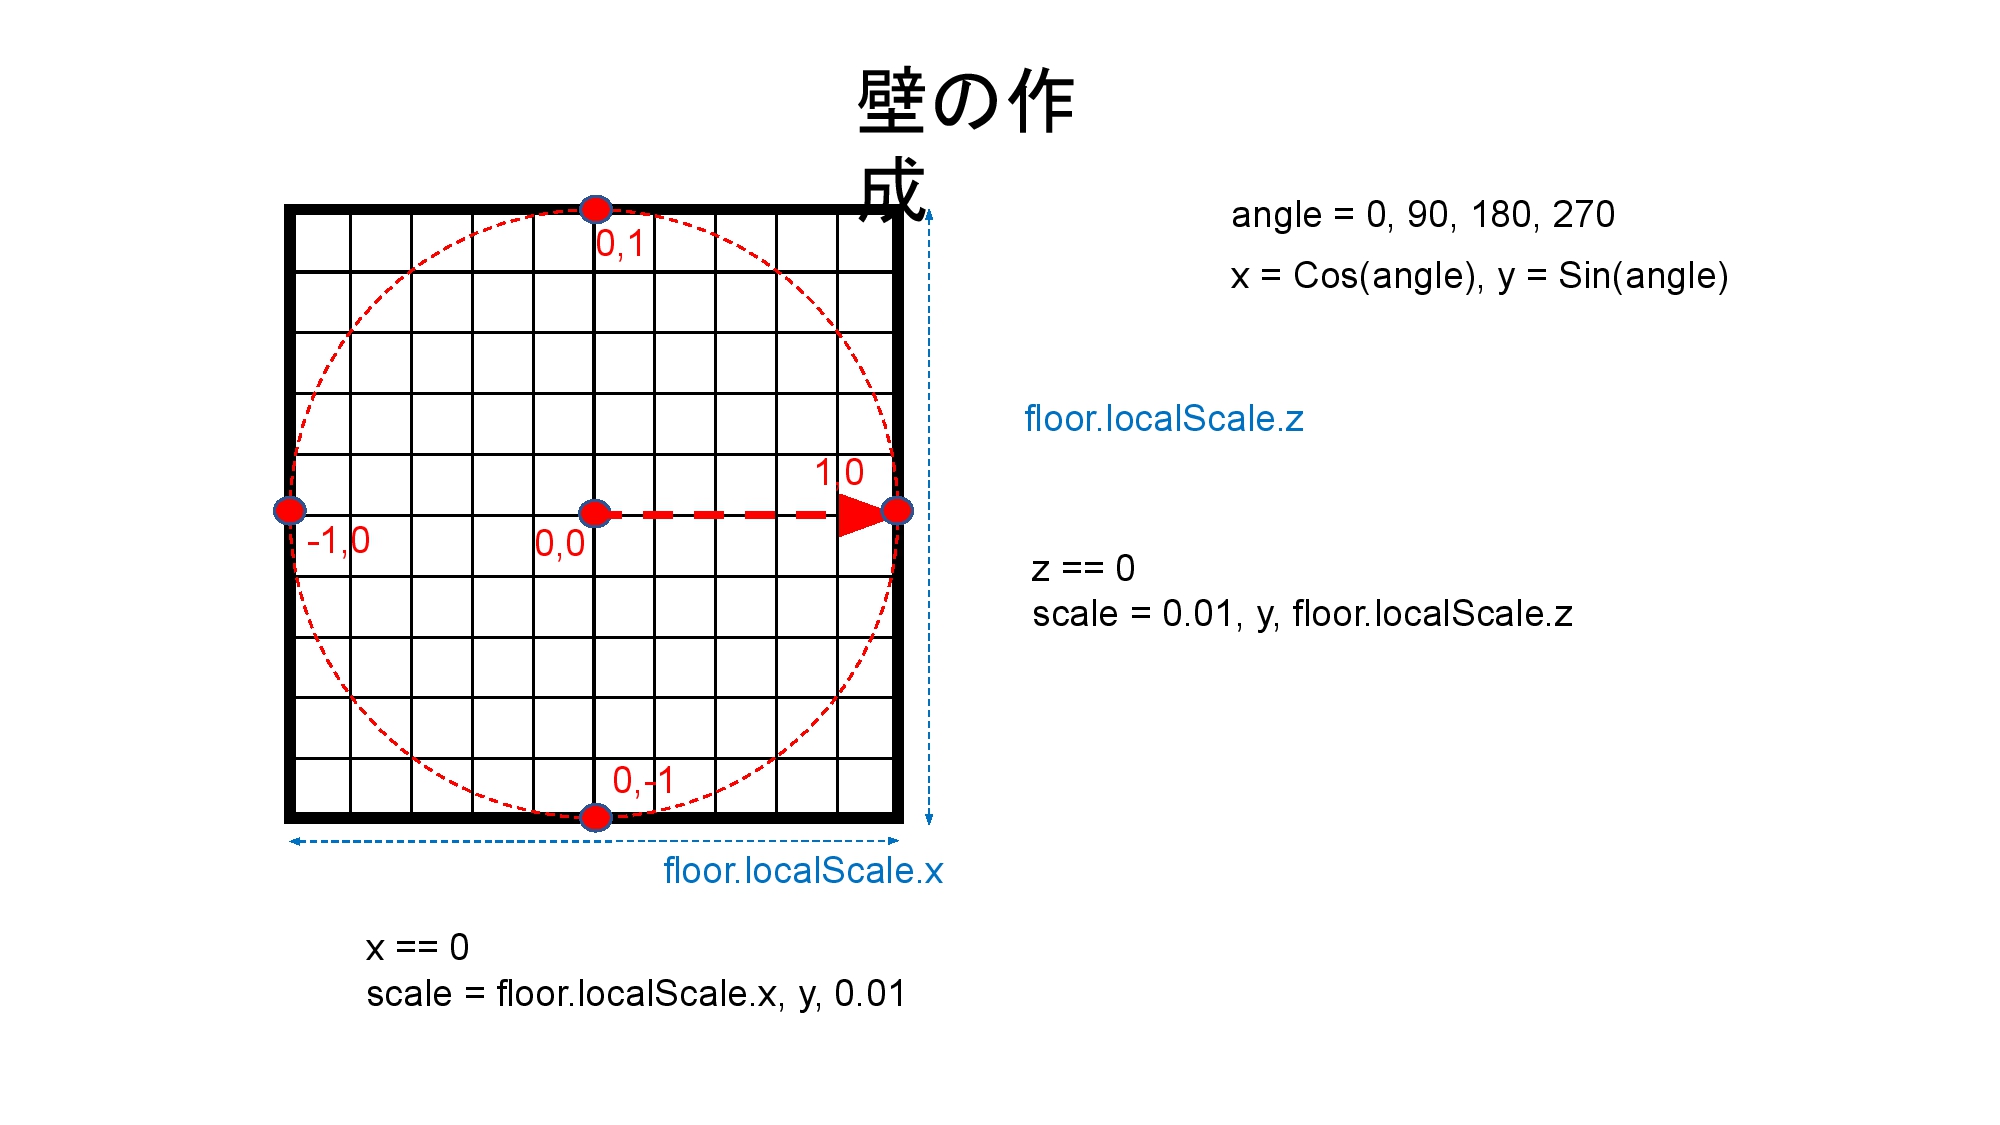 壁の作
成
angle = 0, 90, 180, 270
x = Cos(angle), y = Sin(angle)
0,1
floor.localScale.z
1,0
-1,0
0,0
z == 0
scale = 0.01, y, floor.localScale.z
0,-1
floor.localScale.x
x == 0
scale = floor.localScale.x, y, 0.01